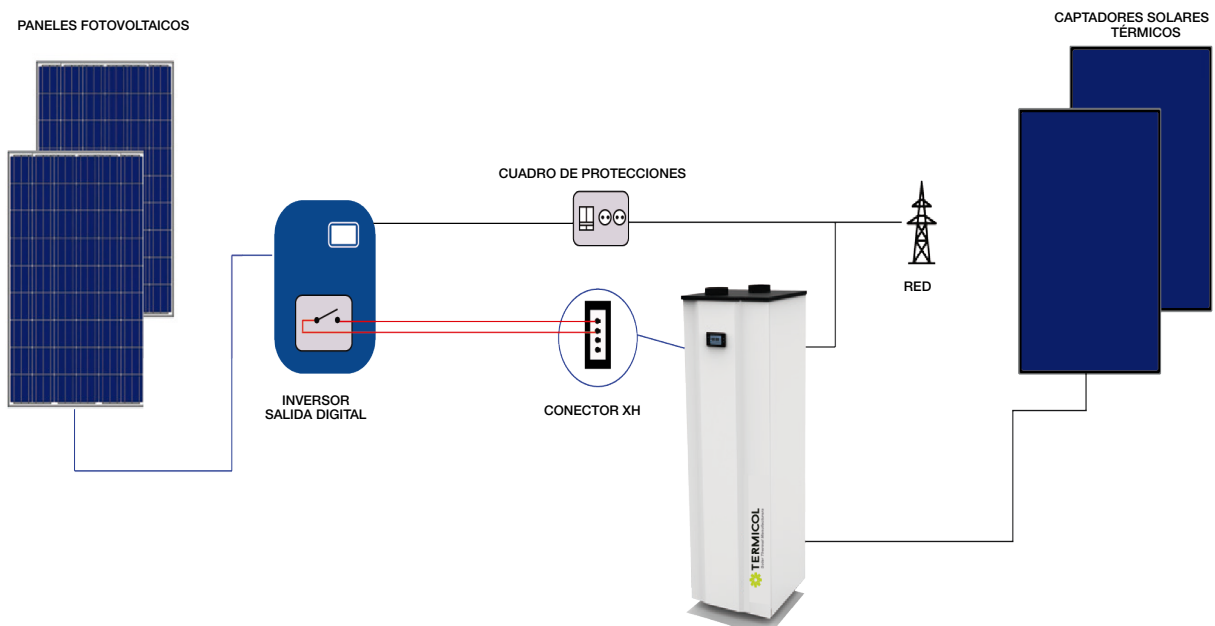 PANELES FOTOVOLTAICOS
CAPTADORES SOLARES
TÉRMICOS
CUADRO DE PROTECCIONES
RED
INVERSOR
SALIDA DIGITAL
CONECTOR XH
TERMICOL